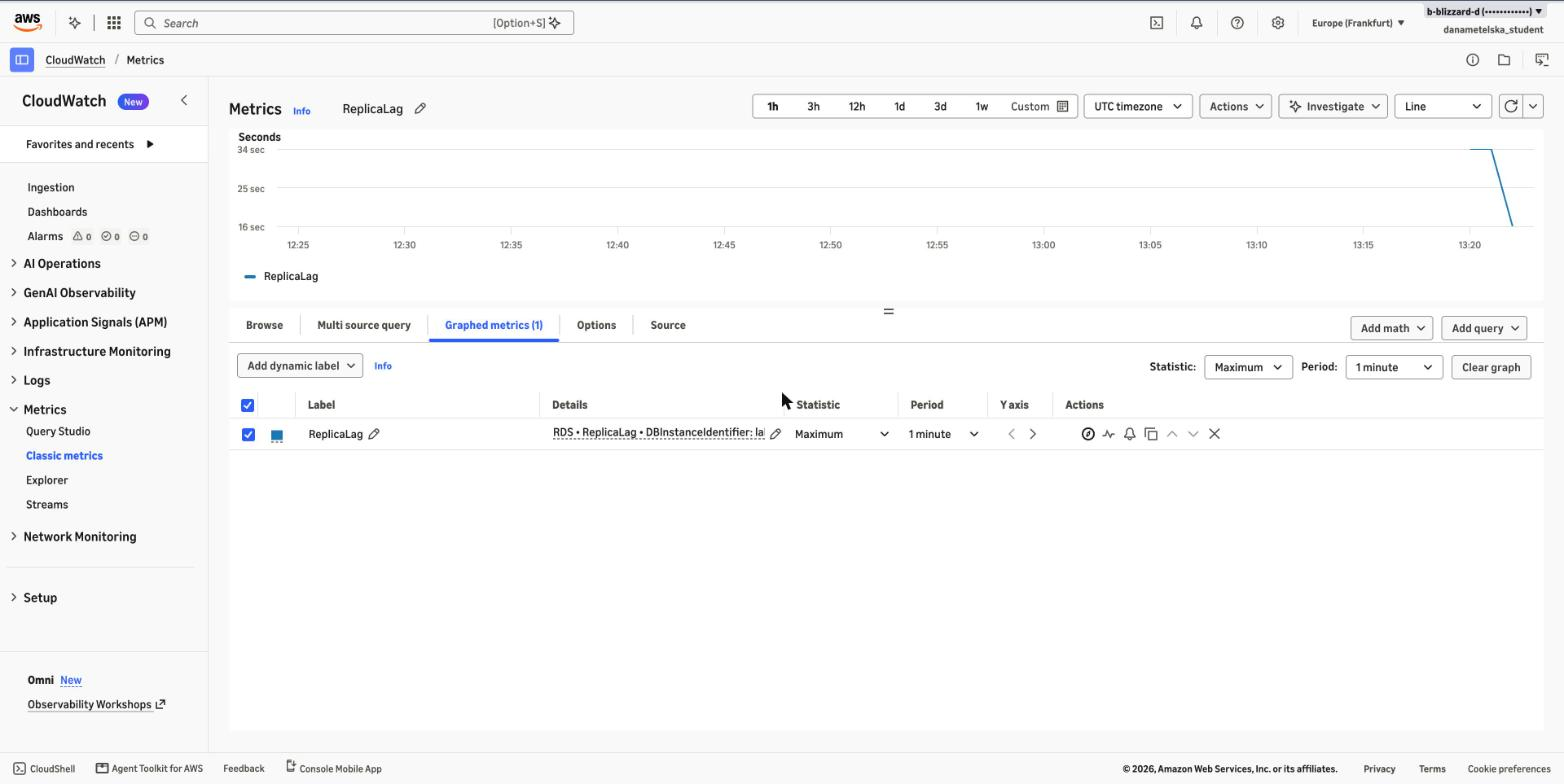 aws
Search [Option+S]
Europe (Frankfurt)
b-blizzard-d (············)
danametelska_student
CloudWatch / Metrics
CloudWatch New
Favorites and recents
Ingestion
Dashboards
Alarms 0 0 0
AI Operations
GenAI Observability
Application Signals (APM)
Infrastructure Monitoring
Logs
Metrics
Query Studio
Classic metrics
Explorer
Streams
Network Monitoring
Setup
Omni New
Observability Workshops
Metrics Info ReplicaLag
1h 3h 12h 1d 3d 1w Custom UTC timezone Actions Investigate Line
Seconds
34 sec
25 sec
16 sec
12:25 12:30 12:35 12:40 12:45 12:50 12:55 13:00 13:05 13:10 13:15 13:20
ReplicaLag
Browse Multi source query Graphed metrics (1) Options Source Add math Add query
Add dynamic label Info Statistic: Maximum Period: 1 minute Clear graph
Label Details Statistic Period Y axis Actions
ReplicaLag RDS • ReplicaLag • DBInstanceIdentifier: la Maximum 1 minute
CloudShell Agent Toolkit for AWS Feedback Console Mobile App © 2026, Amazon Web Services, Inc. or its affiliates. Privacy Terms Cookie preferences